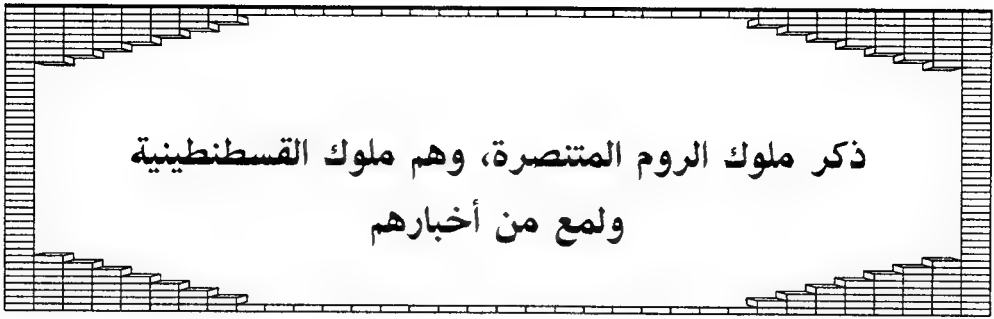 ذكر ملوك الروم المتنصرة، وهم ملوك القسطنطينية
ولمع من أخبارهم